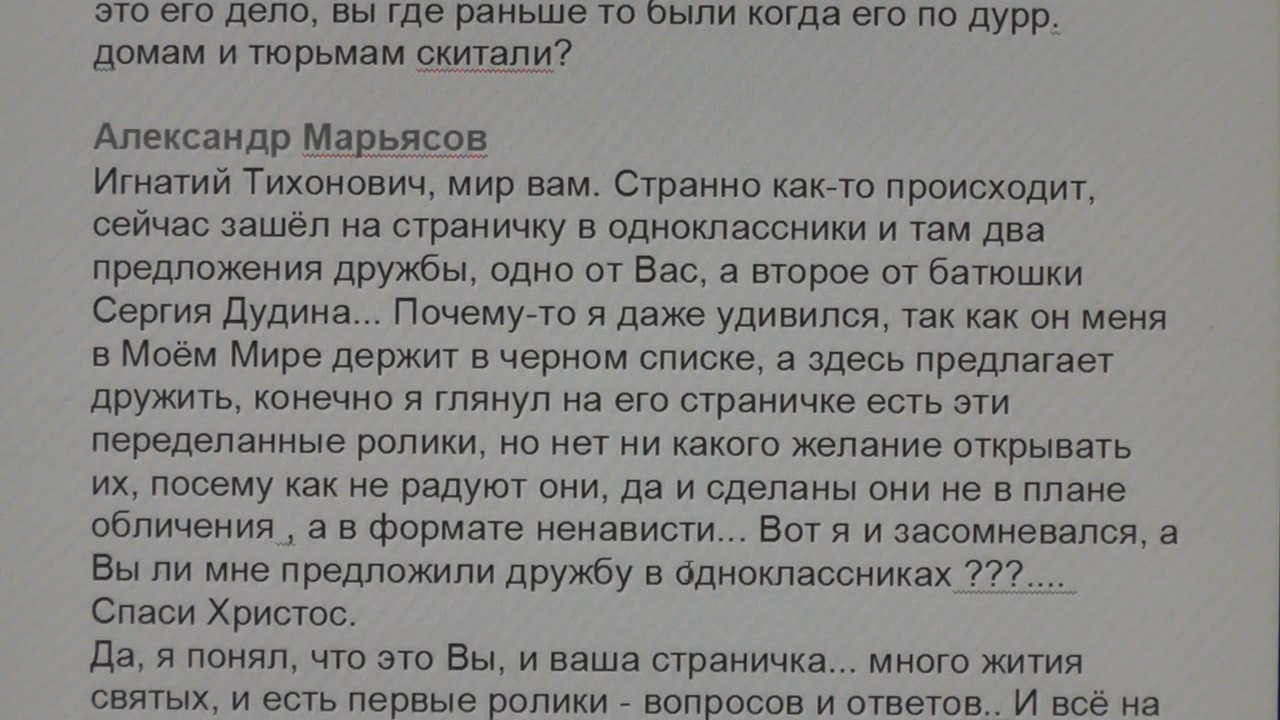 это его дело, вы где раньше то были когда его по дурр.
домам и тюрьмам скитали?
Александр Марьясов
Игнатий Тихонович, мир вам. Странно как-то происходит,
сейчас зашёл на страничку в одноклассники и там два
предложения дружбы, одно от Вас, а второе от батюшки
Сергия Дудина... Почему-то я даже удивился, так как он меня
в Моём Мире держит в черном списке, а здесь предлагает
дружить, конечно я глянул на его страничке есть эти
переделанные ролики, но нет ни какого желание открывать
их, посему как не радуют они, да и сделаны они не в плане
обличения , а в формате ненависти... Вот я и засомневался, а
Вы ли мне предложили дружбу в одноклассниках ???....
Спаси Христос.
Да, я понял, что это Вы, и ваша страничка... много жития
святых, и есть первые ролики - вопросов и ответов.. И всё на